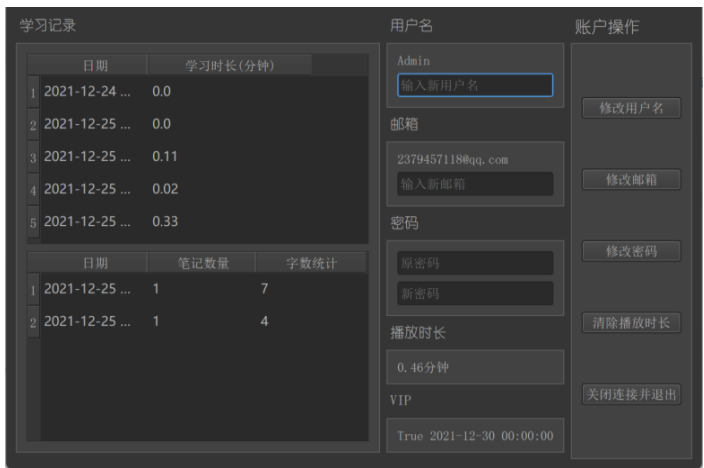 学习记录
日期 学习时长(分钟)
1 2021-12-24 ... 0.0
2 2021-12-25 ... 0.0
3 2021-12-25 ... 0.11
4 2021-12-25 ... 0.02
5 2021-12-25 ... 0.33
日期 笔记数量 字数统计
1 2021-12-25 ... 1 7
2 2021-12-25 ... 1 4
用户名
Admin
输入新用户名
邮箱
2379457118@qq.com
输入新邮箱
密码
原密码
新密码
播放时长
0.46分钟
VIP
True 2021-12-30 00:00:00
账户操作
修改用户名
修改邮箱
修改密码
清除播放时长
关闭连接并退出